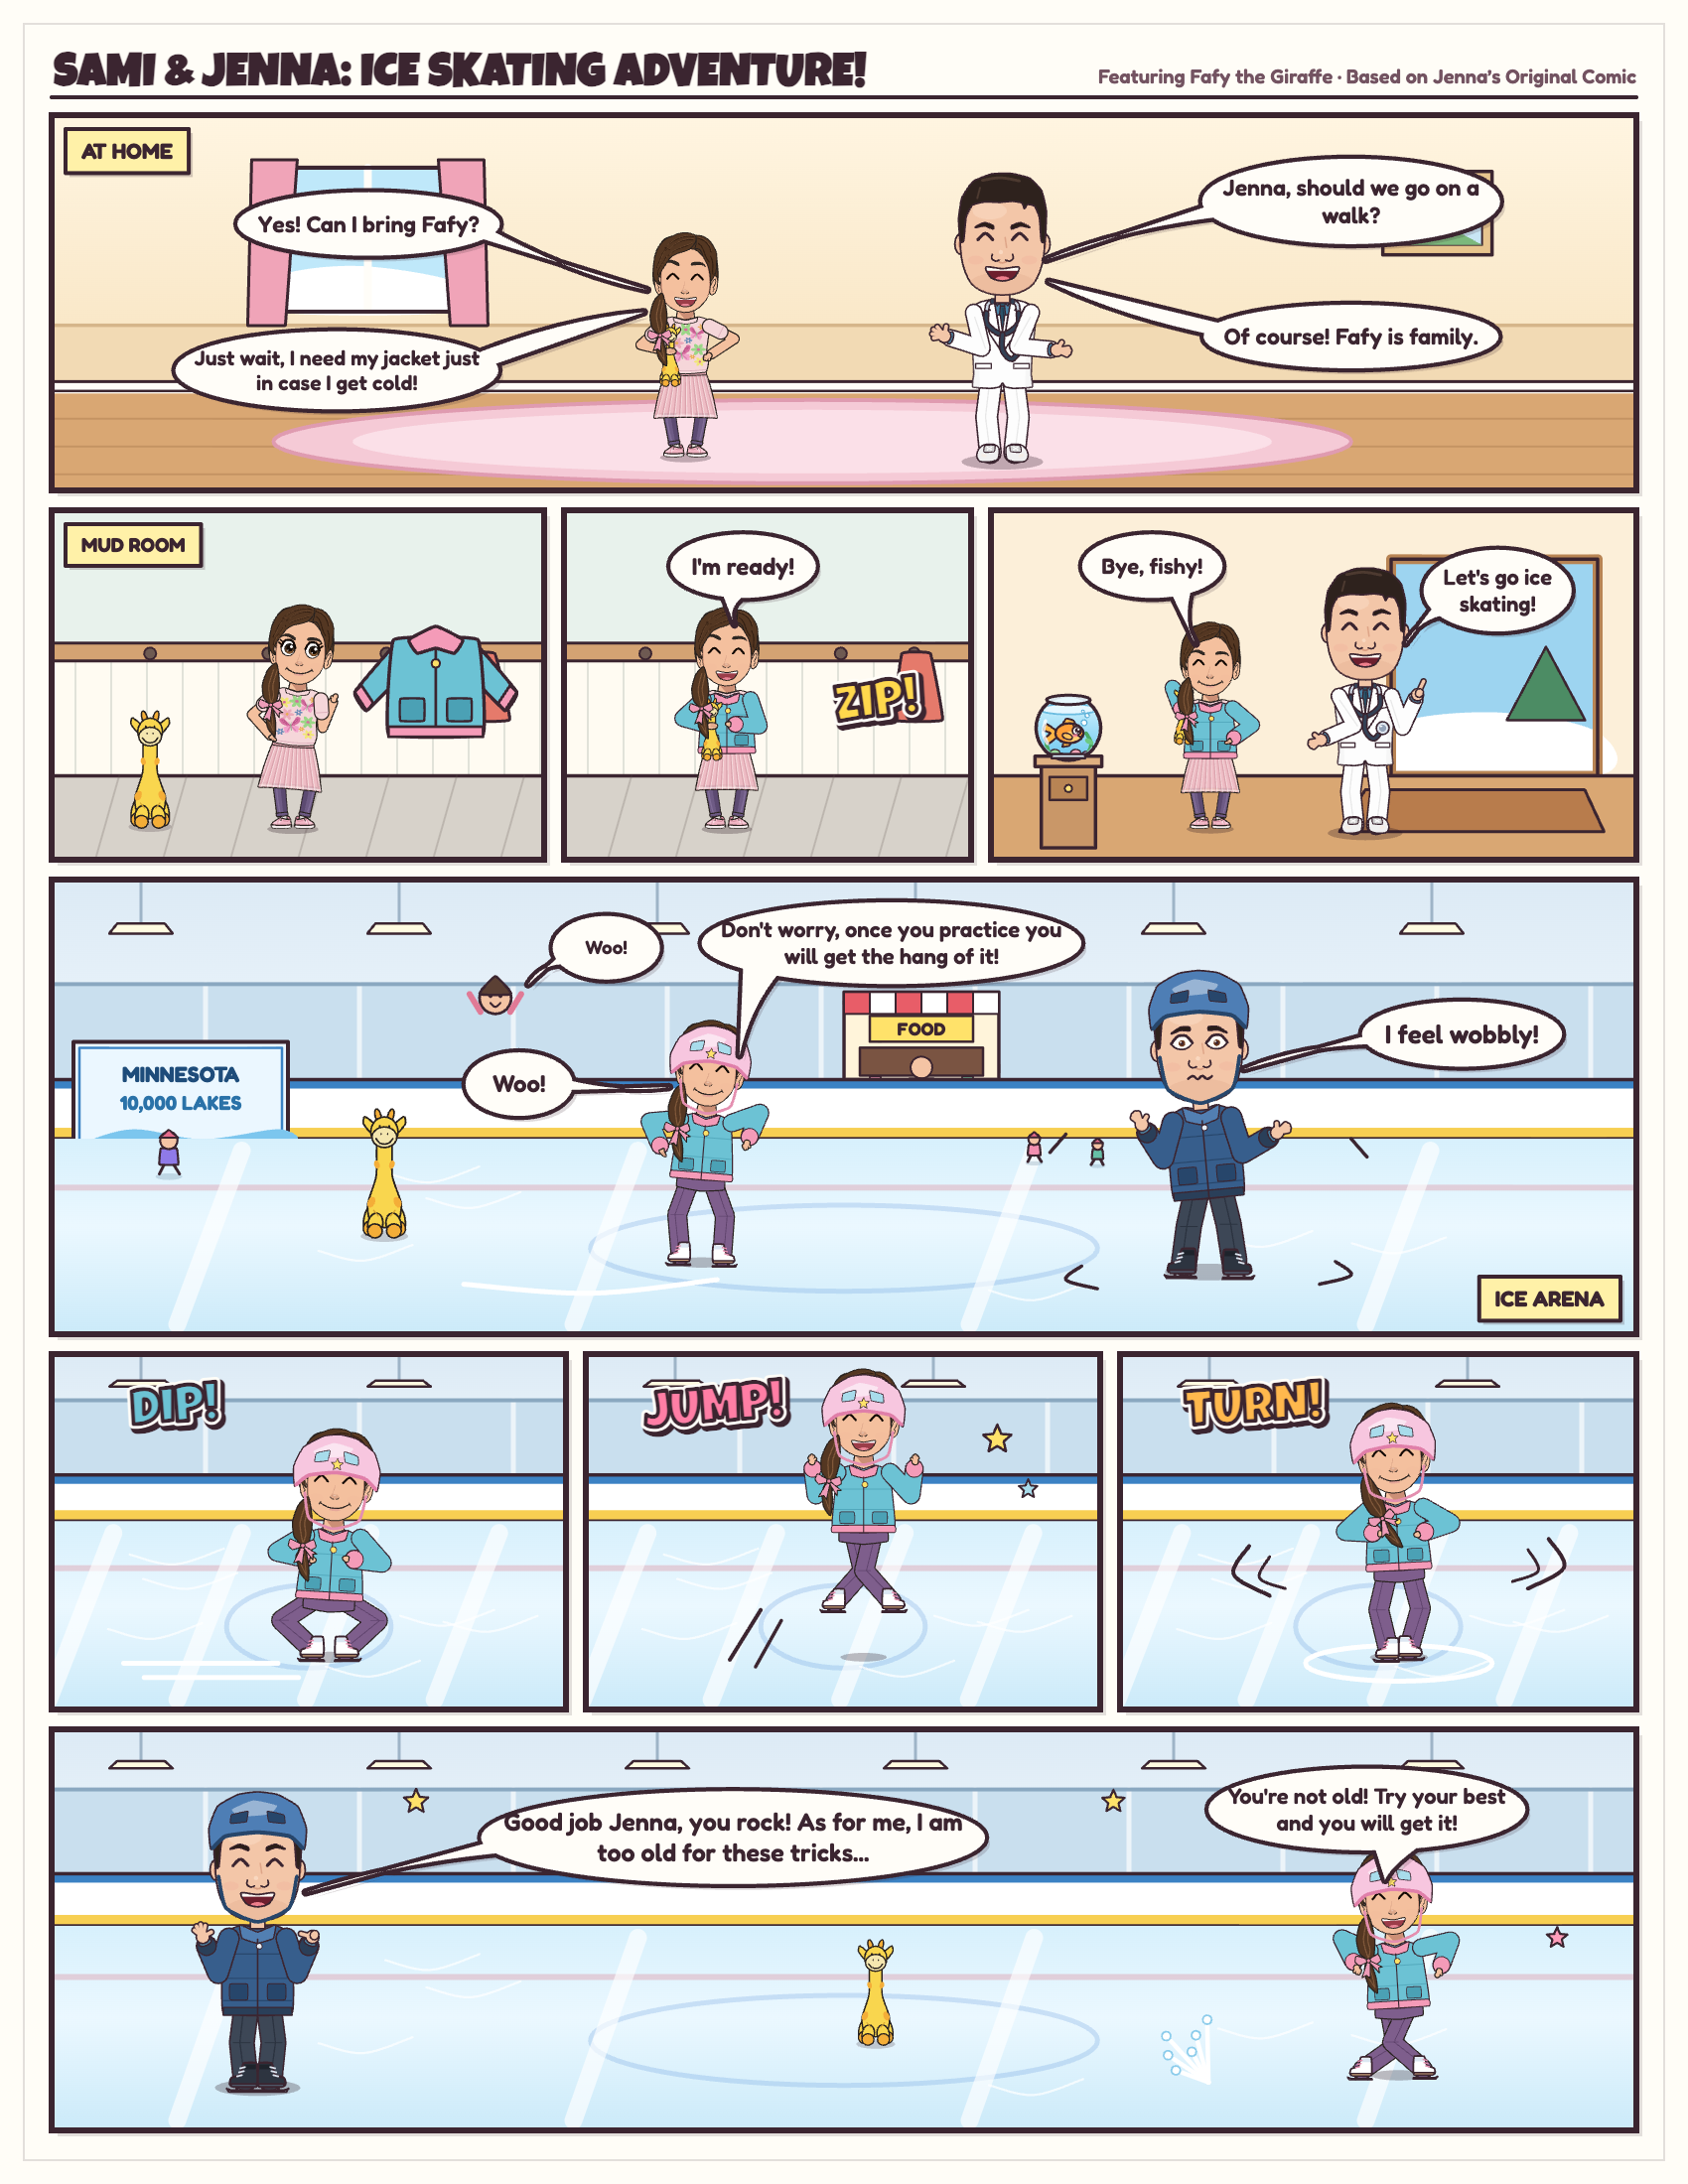 SAMI & JENNA: ICE SKATING ADVENTURE!
Featuring Fafy the Giraffe · Based on Jenna's Original Comic
AT HOME
Jenna, should we go on a
walk?
Yes! Can I bring Fafy?
Of course! Fafy is family.
Just wait, I need my jacket just
in case I get cold!
MUD ROOM
I'm ready!
ZIP!
Bye, fishy!
Let's go ice
skating!
Woo!
Don't worry, once you practice you
will get the hang of it!
FOOD
I feel wobbly!
Woo!
MINNESOTA
10,000 LAKES
ICE ARENA
DIP!
JUMP!
TURN!
Good job Jenna, you rock! As for me, I am
too old for these tricks...
You're not old! Try your best
and you will get it!